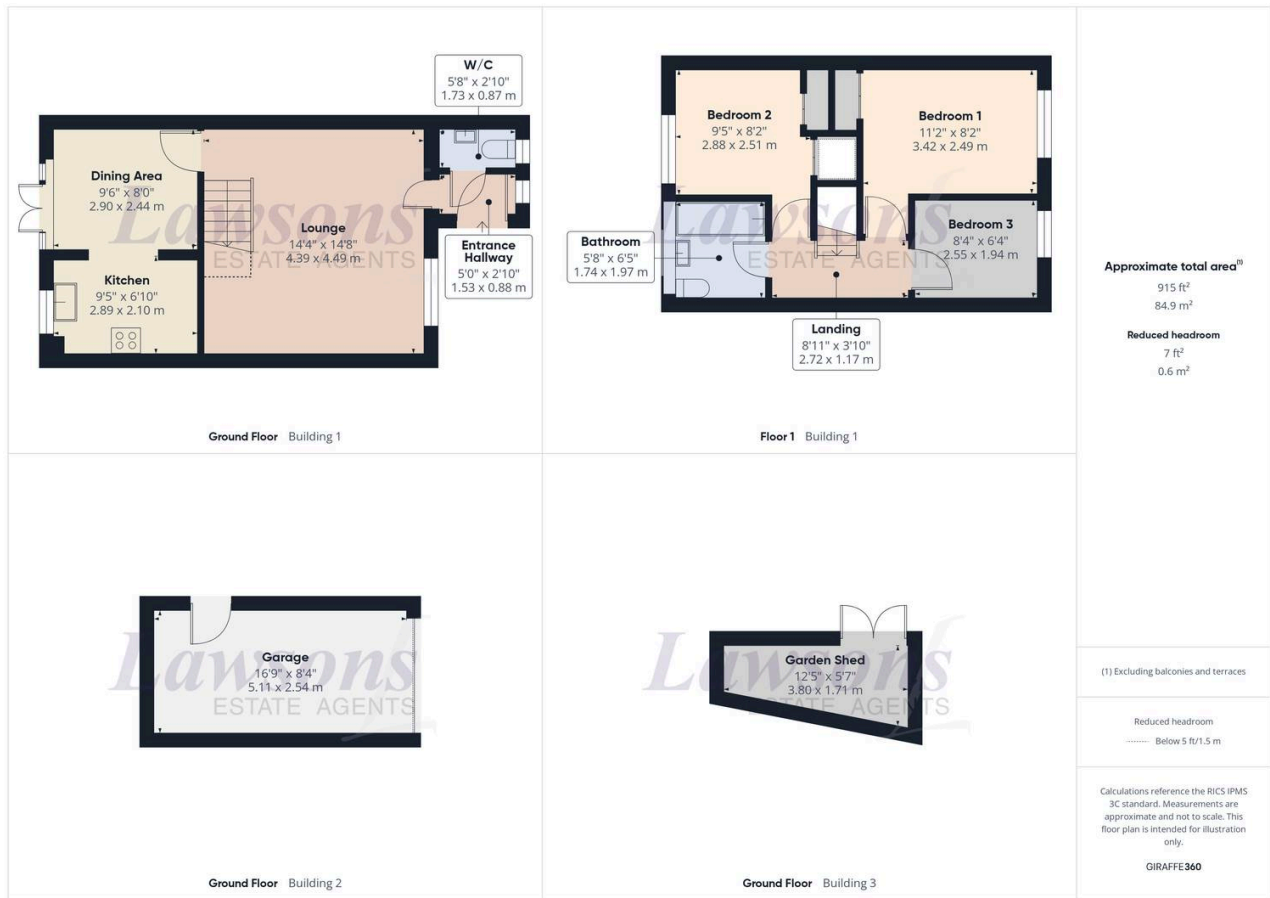 W/C
5'8" x 2'10"
1.73 x 0.87 m
Dining Area
9'6" x 8'0"
2.90 x 2.44 m
Lawsons
ESTATE AGENTS
Lounge
14'4" x 14'8"
4.39 x 4.49 m
Entrance
Hallway
5'0" x 2'10"
1.53 x 0.88 m
Kitchen
9'5" x 6'10"
2.89 x 2.10 m
Ground Floor Building 1
Bedroom 2
9'5" x 8'2"
2.88 x 2.51 m
Bedroom 1
11'2" x 8'2"
3.42 x 2.49 m
Lawsons
ESTATE AGENTS
Bathroom
5'8" x 6'5"
1.74 x 1.97 m
Bedroom 3
8'4" x 6'4"
2.55 x 1.94 m
Landing
8'11" x 3'10"
2.72 x 1.17 m
Floor 1 Building 1
Lawsons
ESTATE AGENTS
Garage
16'9" x 8'4"
5.11 x 2.54 m
Ground Floor Building 2
Lawsons
ESTATE AGENTS
Garden Shed
12'5" x 5'7"
3.80 x 1.71 m
Ground Floor Building 3
Approximate total area(1)
915 ft²
84.9 m²
Reduced headroom
7 ft²
0.6 m²
(1) Excluding balconies and terraces
Reduced headroom
Below 5 ft/1.5 m
Calculations reference the RICS IPMS
3C standard. Measurements are
approximate and not to scale. This
floor plan is intended for illustration
only.
GIRAFFE360